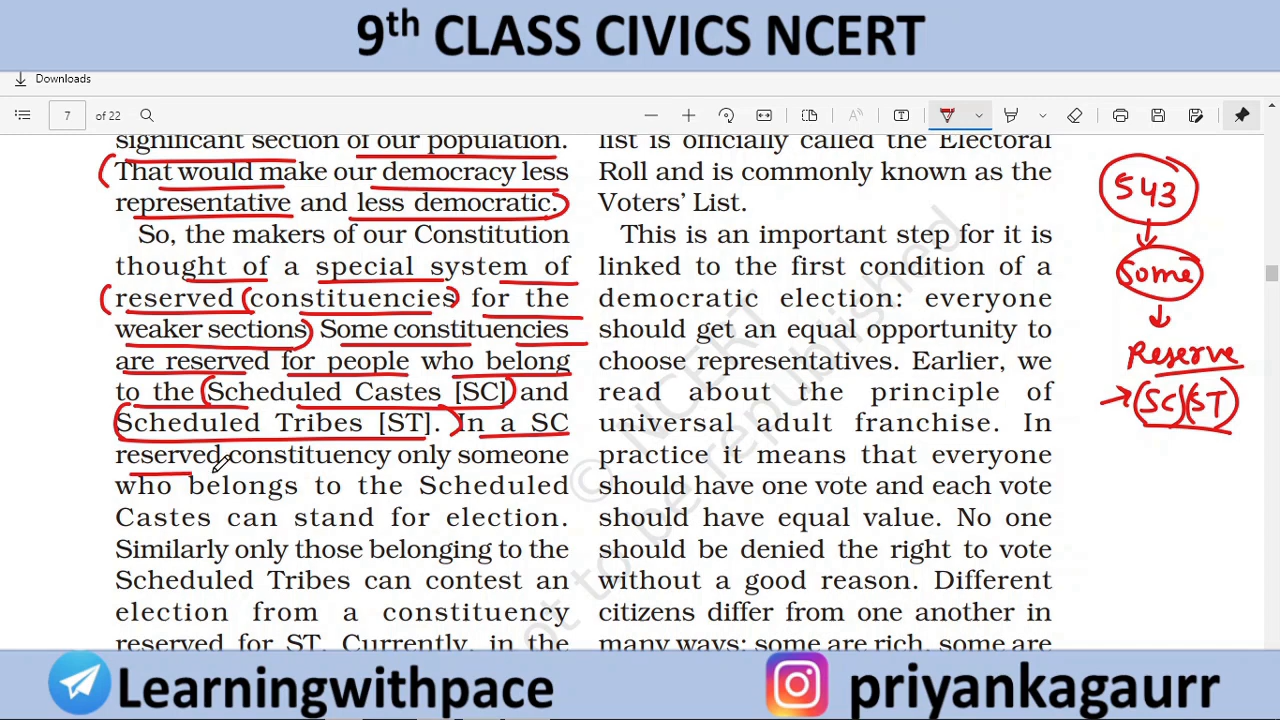 9th CLASS CIVICS NCERT
Downloads
7 of 22
significant section of our population.
That would make our democracy less
representative and less democratic.
So, the makers of our Constitution
thought of a special system of
reserved constituencies for the
weaker sections. Some constituencies
are reserved for people who belong
to the Scheduled Castes [SC] and
Scheduled Tribes [ST]. In a SC
reserved constituency only someone
who belongs to the Scheduled
Castes can stand for election.
Similarly only those belonging to the
Scheduled Tribes can contest an
election from a constituency
reserved for ST. Currently, in the
list is officially called the Electoral
Roll and is commonly known as the
Voters' List.
This is an important step for it is
linked to the first condition of a
democratic election: everyone
should get an equal opportunity to
choose representatives. Earlier, we
read about the principle of
universal adult franchise. In
practice it means that everyone
should have one vote and each vote
should have equal value. No one
should be denied the right to vote
without a good reason. Different
citizens differ from one another in
many ways: some are rich, some are
© NCERT
not to be republished
543
Some
Reserve
SC ST
Learningwithpace
priyankagaurr